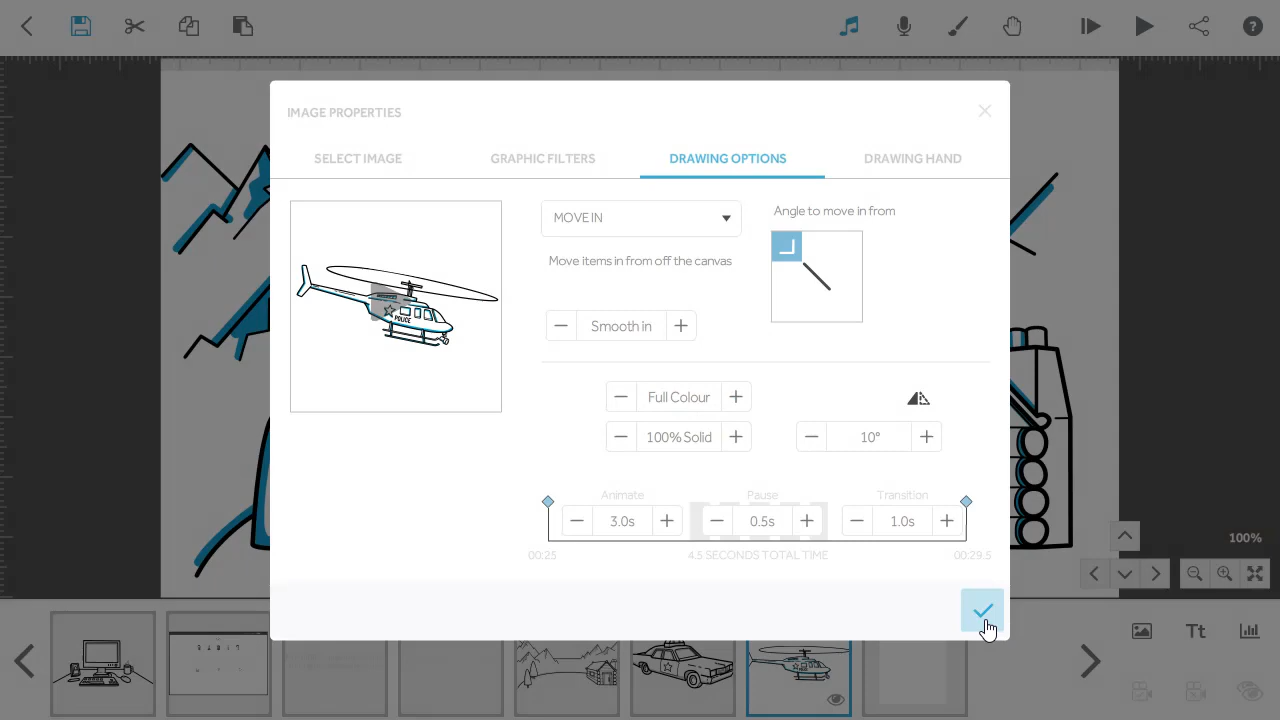 IMAGE PROPERTIES
SELECT IMAGE
GRAPHIC FILTERS
DRAWING OPTIONS
DRAWING HAND
MOVE IN
Angle to move in from
Move items in from off the canvas
Smooth in
POLICE
Full Colour
100% Solid
10°
Animate
Pause
Transition
3.0s
0.5s
1.0s
00:25
4.5 SECONDS TOTAL TIME
00:29.5
100%
Tt